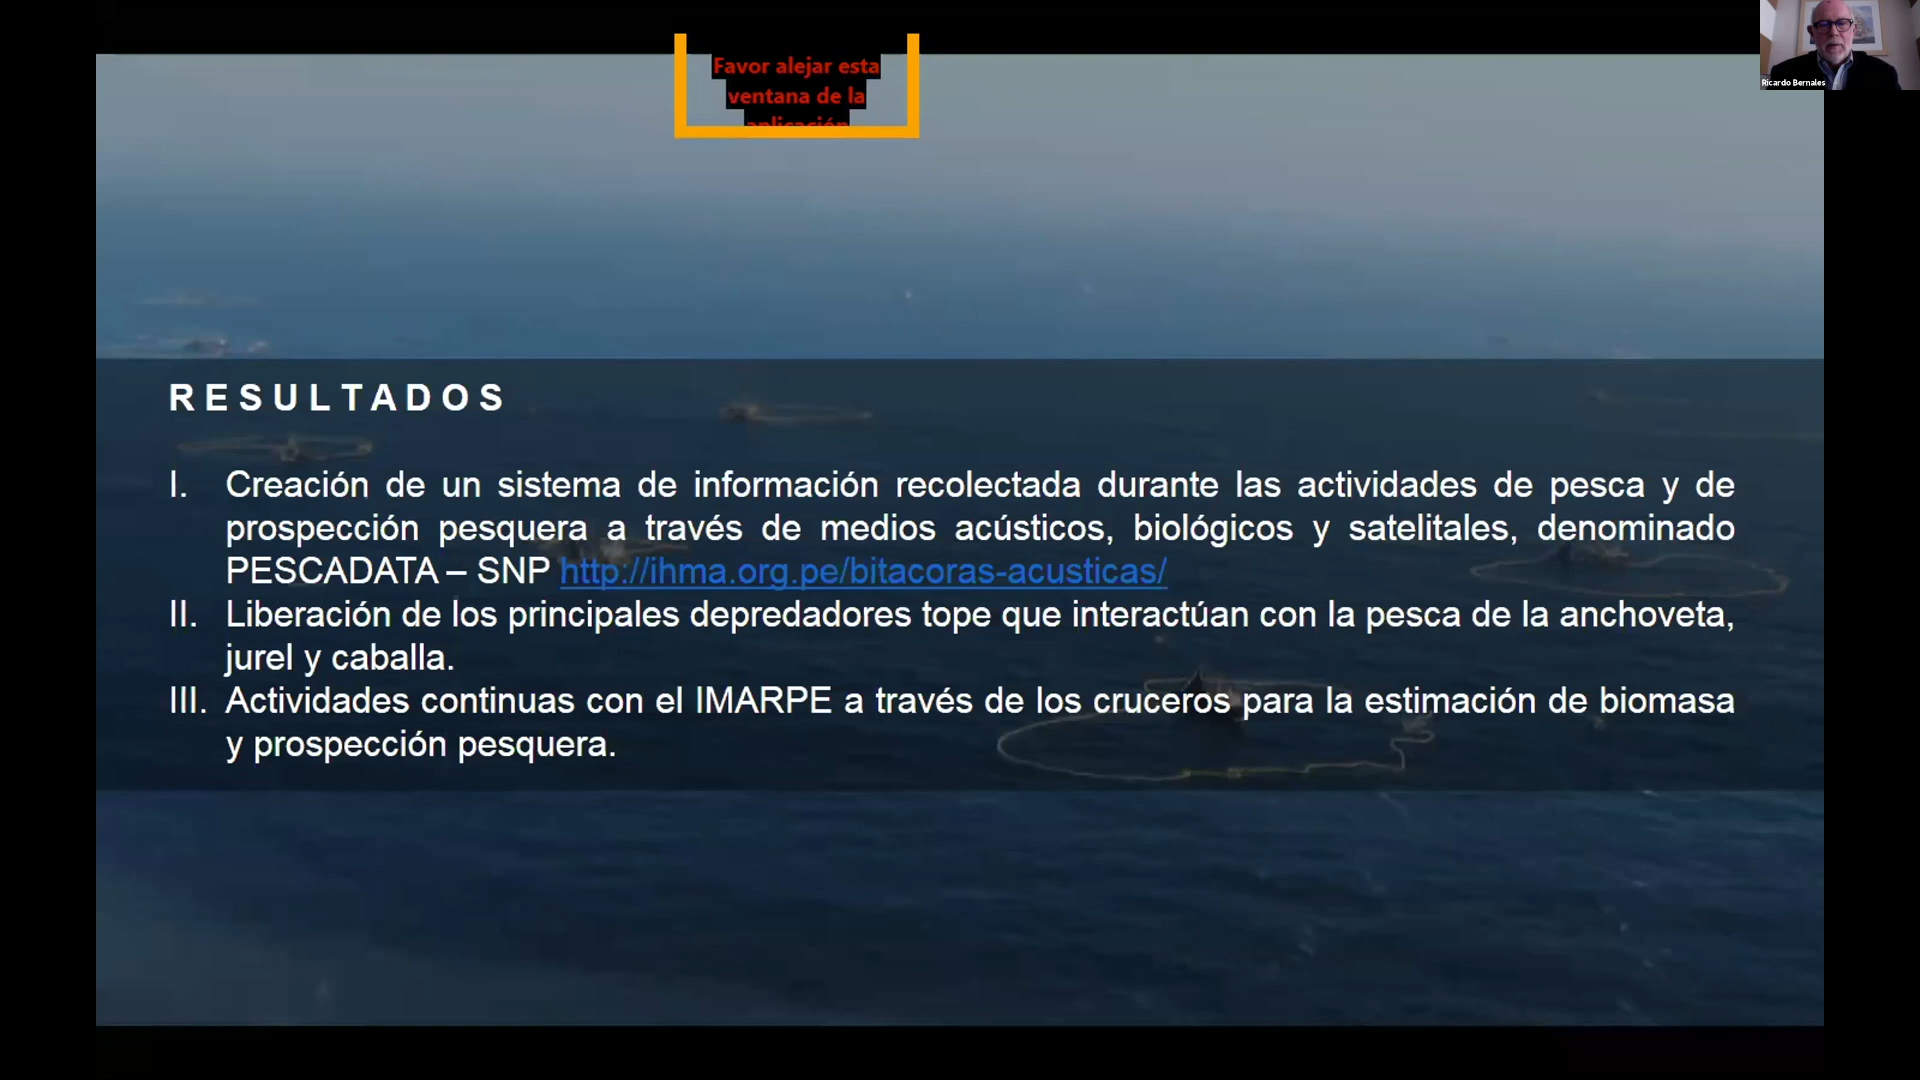 Favor alejar esta
ventana de la
aplicación
Ricardo Bernales
RESULTADOS
I. Creación de un sistema de información recolectada durante las actividades de pesca y de
prospección pesquera a través de medios acústicos, biológicos y satelitales, denominado
PESCADATA – SNP http://ihma.org.pe/bitacoras-acusticas/
II. Liberación de los principales depredadores tope que interactúan con la pesca de la anchoveta,
jurel y caballa.
III. Actividades continuas con el IMARPE a través de los cruceros para la estimación de biomasa
y prospección pesquera.